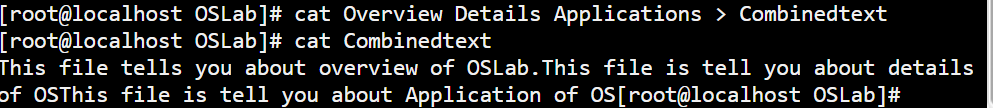 [root@localhost OSLab]# cat Overview Details Applications > Combinedtext
[root@localhost OSLab]# cat Combinedtext
This file tells you about overview of OSLab.This file is tell you about details
of OSThis file is tell you about Application of OS[root@localhost OSLab]#